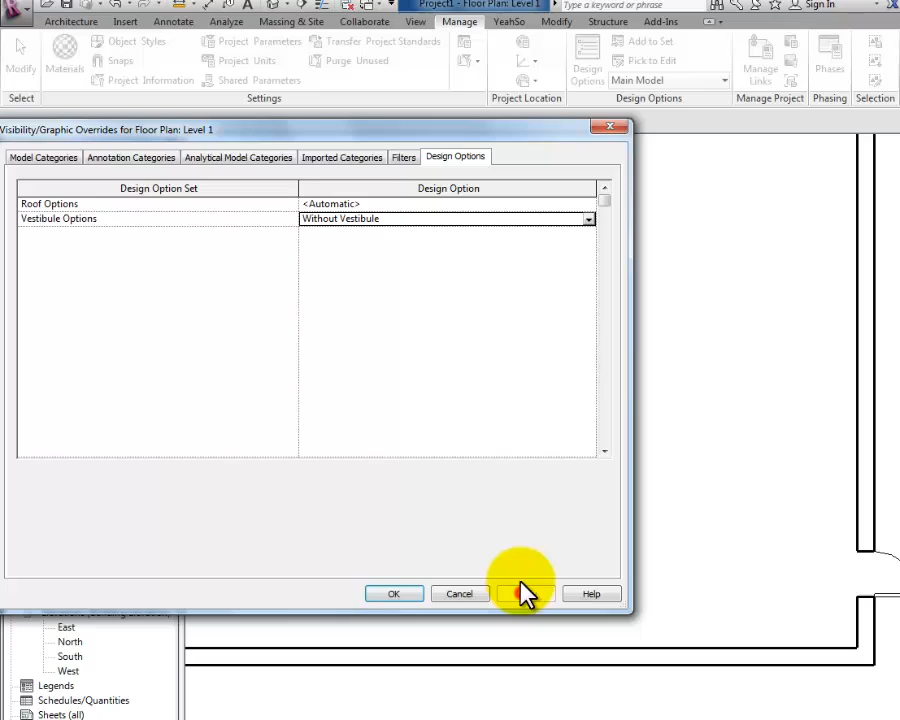 Project1 - Floor Plan: Level 1
Type a keyword or phrase
Sign In
Architecture Insert Annotate Analyze Massing & Site Collaborate View Manage YeahSo Modify Structure Add-Ins
Object Styles Project Parameters Transfer Project Standards Add to Set
Snaps Project Units Purge Unused Pick to Edit
Modify Materials Design Options Manage Links Phases
Project Information Shared Parameters Main Model
Select Settings Project Location Design Options Manage Project Phasing Selection
Visibility/Graphic Overrides for Floor Plan: Level 1
Model Categories Annotation Categories Analytical Model Categories Imported Categories Filters Design Options
Design Option Set Design Option
Roof Options <Automatic>
Vestibule Options Without Vestibule
OK Cancel Help
East
North
South
West
Legends
Schedules/Quantities
Sheets (all)